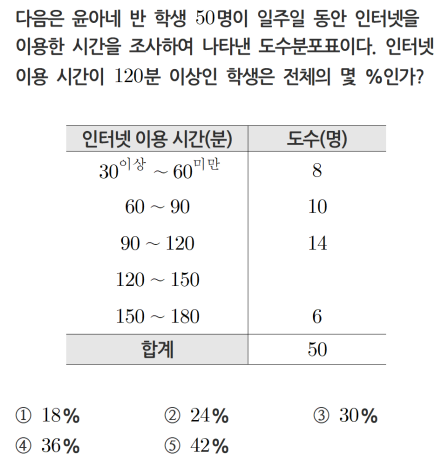 다음은 윤아네 반 학생 50명이 일주일 동안 인터넷을
이용한 시간을 조사하여 나타낸 도수분포표이다. 인터넷
이용 시간이 120분 이상인 학생은 전체의 몇 %인가?
인터넷 이용 시간(분) 도수(명)
30이상 ~ 60미만 8
60 ~ 90 10
90 ~ 120 14
120 ~ 150
150 ~ 180 6
합계 50
① 18% ② 24% ③ 30%
④ 36% ⑤ 42%